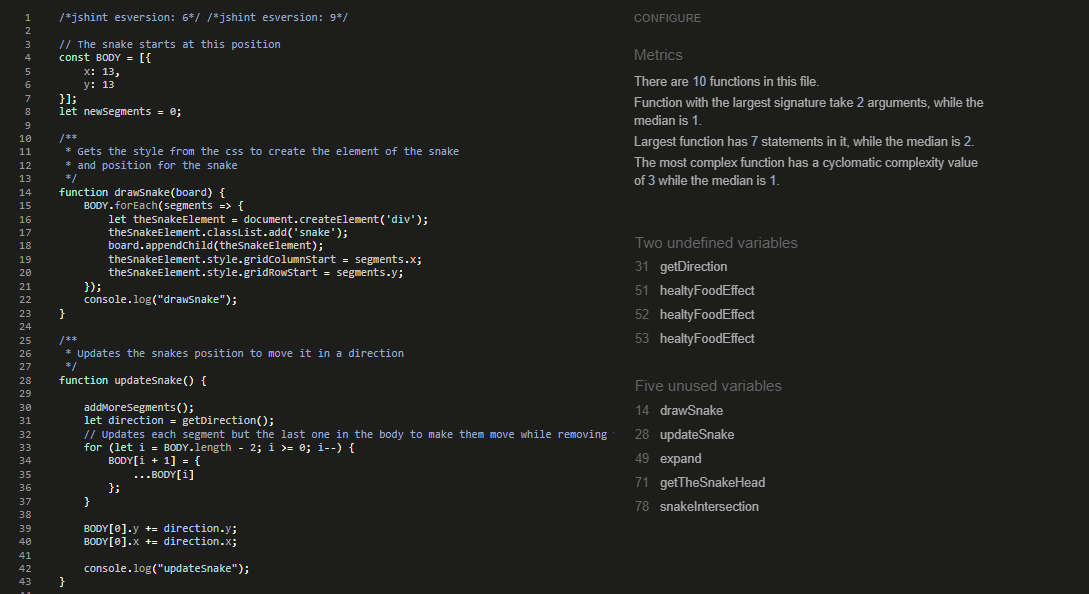 1 /*jshint esversion: 6*/ /*jshint esversion: 9*/
2
3 // The snake starts at this position
4 const BODY = [{
5 x: 13,
6 y: 13
7 }];
8 let newSegments = 0;
9
10 /**
11 * Gets the style from the css to create the element of the snake
12 * and position for the snake
13 */
14 function drawSnake(board) {
15 BODY.forEach(segments => {
16 let theSnakeElement = document.createElement('div');
17 theSnakeElement.classList.add('snake');
18 board.appendChild(theSnakeElement);
19 theSnakeElement.style.gridColumnStart = segments.x;
20 theSnakeElement.style.gridRowStart = segments.y;
21 });
22 console.log("drawSnake");
23 }
24
25 /**
26 * Updates the snakes position to move it in a direction
27 */
28 function updateSnake() {
29
30 addMoreSegments();
31 let direction = getDirection();
32 // Updates each segment but the last one in the body to make them move while removing
33 for (let i = BODY.length - 2; i >= 0; i--) {
34 BODY[i + 1] = {
35 ...BODY[i]
36 };
37 }
38
39 BODY[0].y += direction.y;
40 BODY[0].x += direction.x;
41
42 console.log("updateSnake");
43 }
CONFIGURE
Metrics
There are 10 functions in this file.
Function with the largest signature take 2 arguments, while the
median is 1.
Largest function has 7 statements in it, while the median is 2.
The most complex function has a cyclomatic complexity value
of 3 while the median is 1.
Two undefined variables
31 getDirection
51 healtyFoodEffect
52 healtyFoodEffect
53 healtyFoodEffect
Five unused variables
14 drawSnake
28 updateSnake
49 expand
71 getTheSnakeHead
78 snakeIntersection